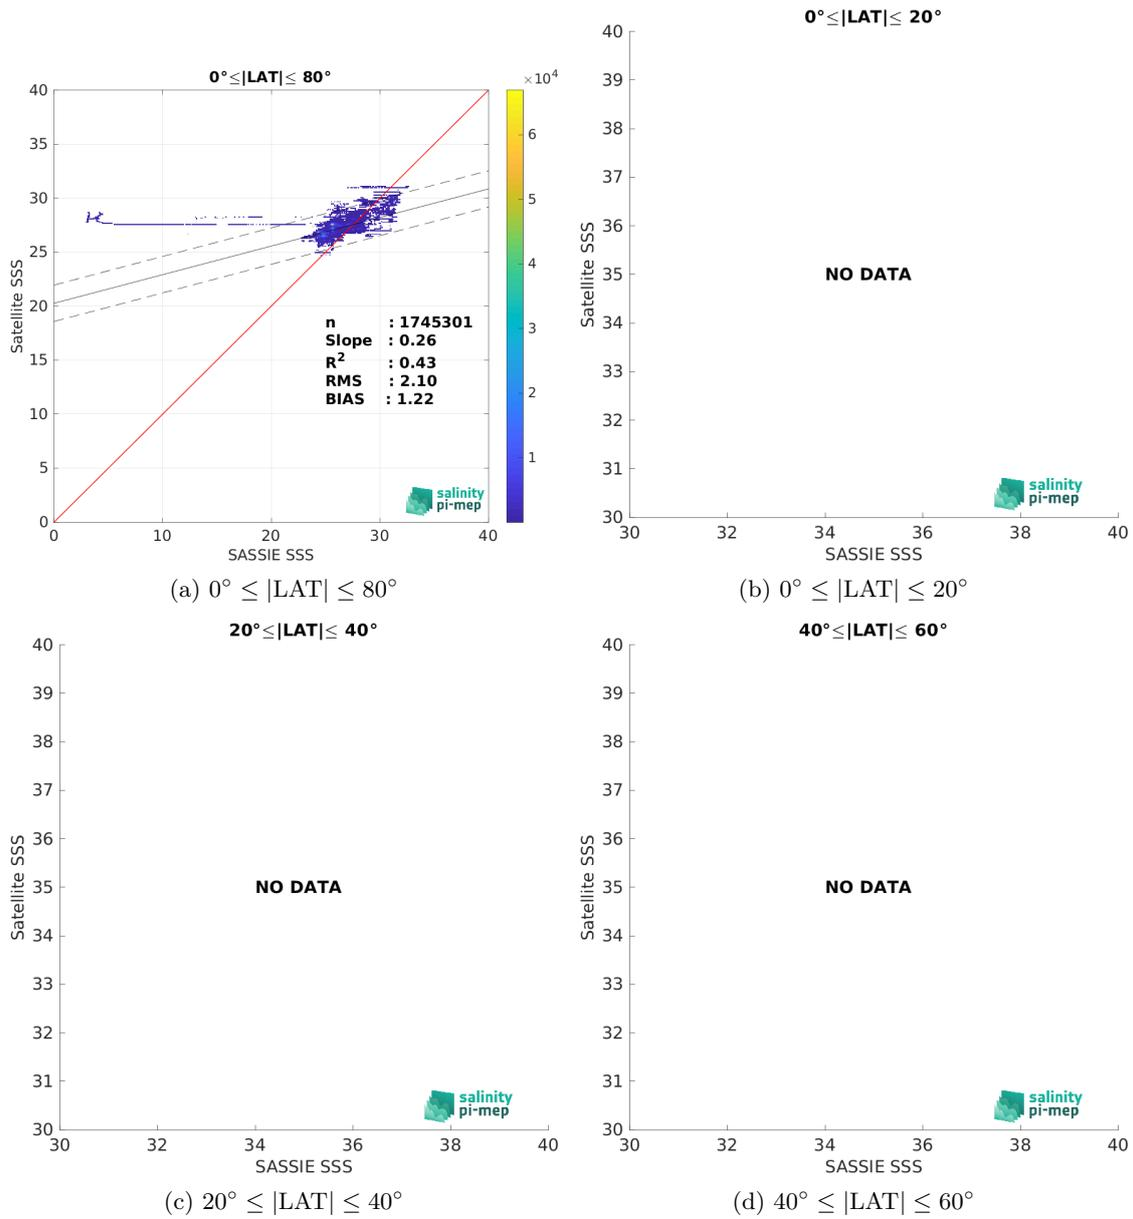 0°≤|LAT|≤ 80°
×10⁴
40
35
30
25
20
15
10
5
0
0 10 20 30 40
6
5
4
3
2
1
Satellite SSS
SASSIE SSS
n : 1745301
Slope : 0.26
R² : 0.43
RMS : 2.10
BIAS : 1.22
salinity
pi-mep
(a) 0° ≤ |LAT| ≤ 80°
0°≤|LAT|≤ 20°
40
39
38
37
36
35
34
33
32
31
30
30 32 34 36 38 40
Satellite SSS
NO DATA
SASSIE SSS
salinity
pi-mep
(b) 0° ≤ |LAT| ≤ 20°
20°≤|LAT|≤ 40°
40
39
38
37
36
35
34
33
32
31
30
30 32 34 36 38 40
Satellite SSS
NO DATA
SASSIE SSS
salinity
pi-mep
(c) 20° ≤ |LAT| ≤ 40°
40°≤|LAT|≤ 60°
40
39
38
37
36
35
34
33
32
31
30
30 32 34 36 38 40
Satellite SSS
NO DATA
SASSIE SSS
salinity
pi-mep
(d) 40° ≤ |LAT| ≤ 60°